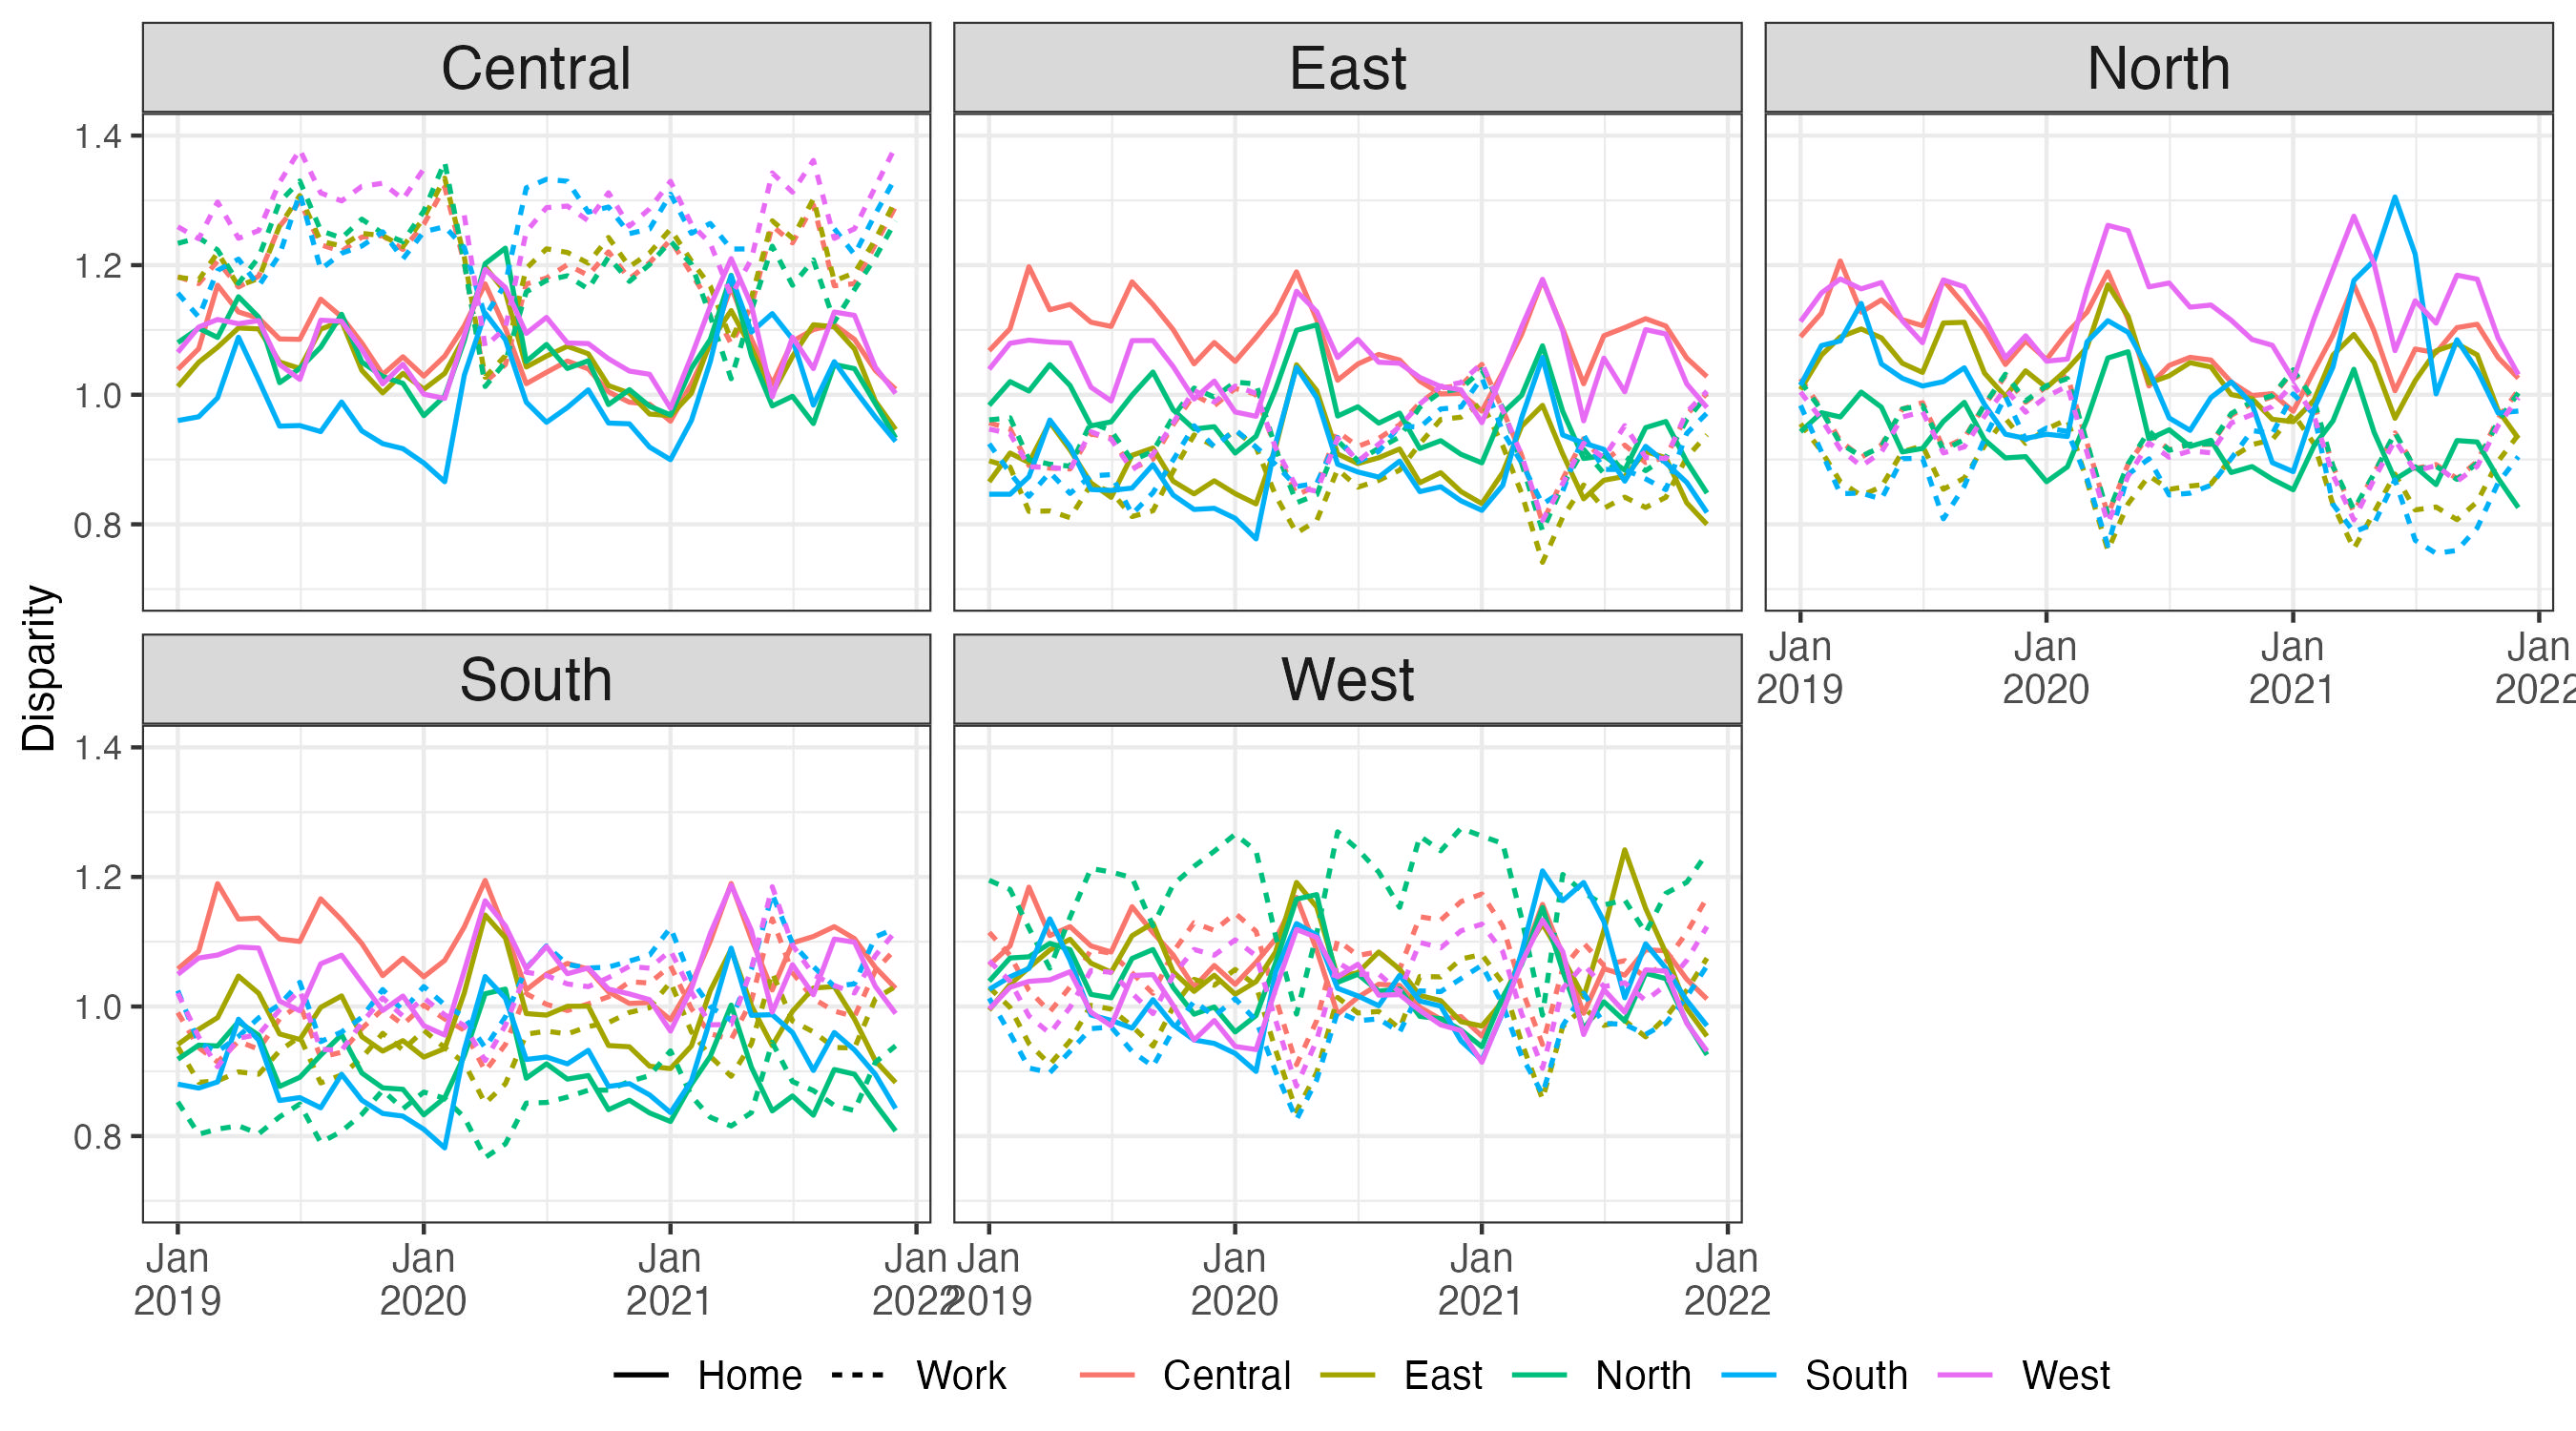 Central
East
North
1.4
1.2
1.0
0.8
Jan Jan Jan Jan
2019 2020 2021 2022
Disparity
South
West
1.4
1.2
1.0
0.8
Jan Jan Jan Jan Jan Jan Jan Jan
2019 2020 2021 2022 2019 2020 2021 2022
Home Work Central East North South West